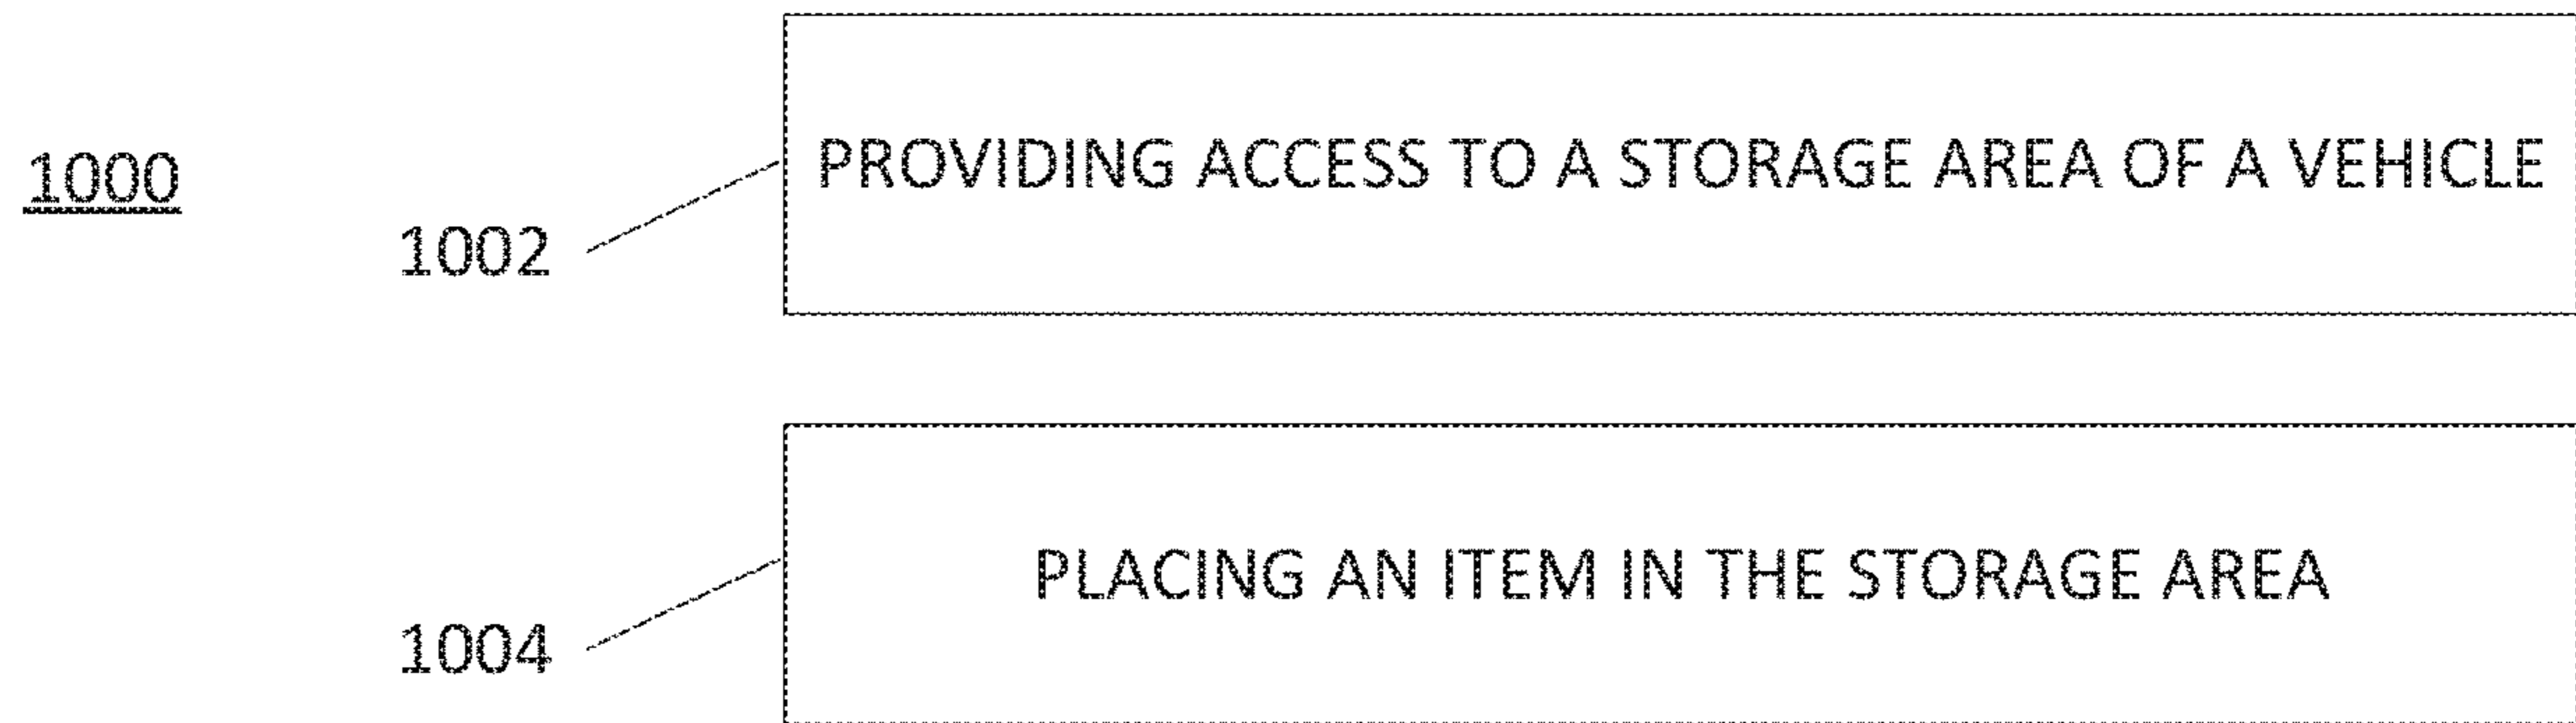 1000
PROVIDING ACCESS TO A STORAGE AREA OF A VEHICLE
1002
PLACING AN ITEM IN THE STORAGE AREA
1004